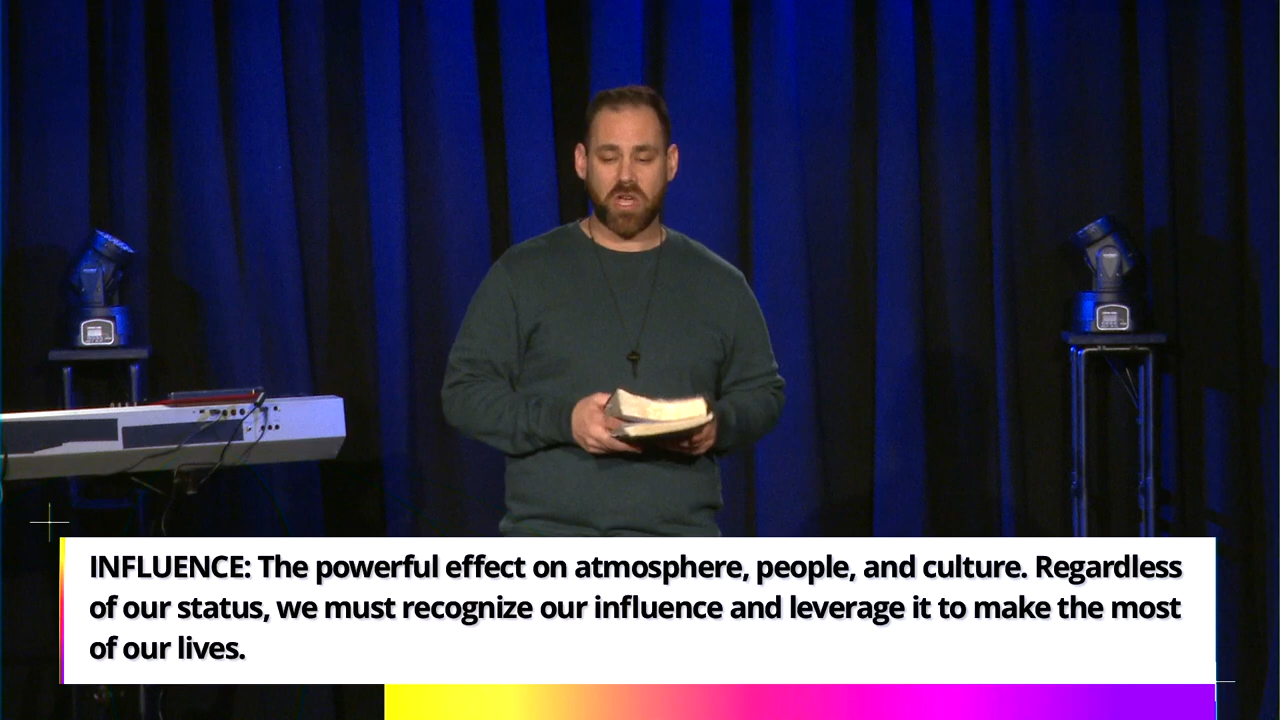 INFLUENCE: The powerful effect on atmosphere, people, and culture. Regardless
of our status, we must recognize our influence and leverage it to make the most
of our lives.